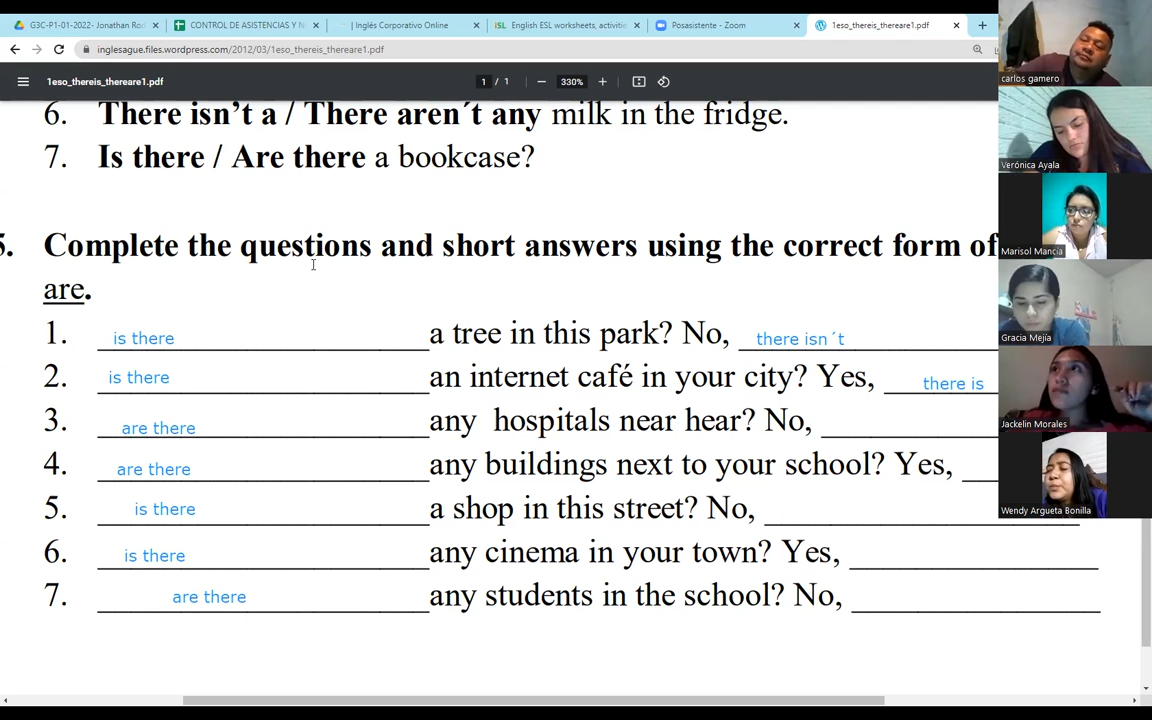 G3C-P1-01-2022- Jonathan Rod
CONTROL DE ASISTENCIAS Y N
| Inglés Corporativo Online
ISL English ESL worksheets, activitie
Posasistente - Zoom
1eso_thereis_thereare1.pdf
inglesague.files.wordpress.com/2012/03/1eso_thereis_thereare1.pdf
1eso_thereis_thereare1.pdf
1 / 1
330%
6. There isn't a / There aren´t any milk in the fridge.
7. Is there / Are there a bookcase?
5. Complete the questions and short answers using the correct form of
are.
1. is there a tree in this park? No, there isn´t
2. is there an internet café in your city? Yes, there is
3. are there any hospitals near hear? No,
4. are there any buildings next to your school? Yes,
5. is there a shop in this street? No,
6. is there any cinema in your town? Yes,
7. are there any students in the school? No,
carlos gamero
Verónica Ayala
Marisol Mancia
Gracia Mejía
Jackelin Morales
Wendy Argueta Bonilla